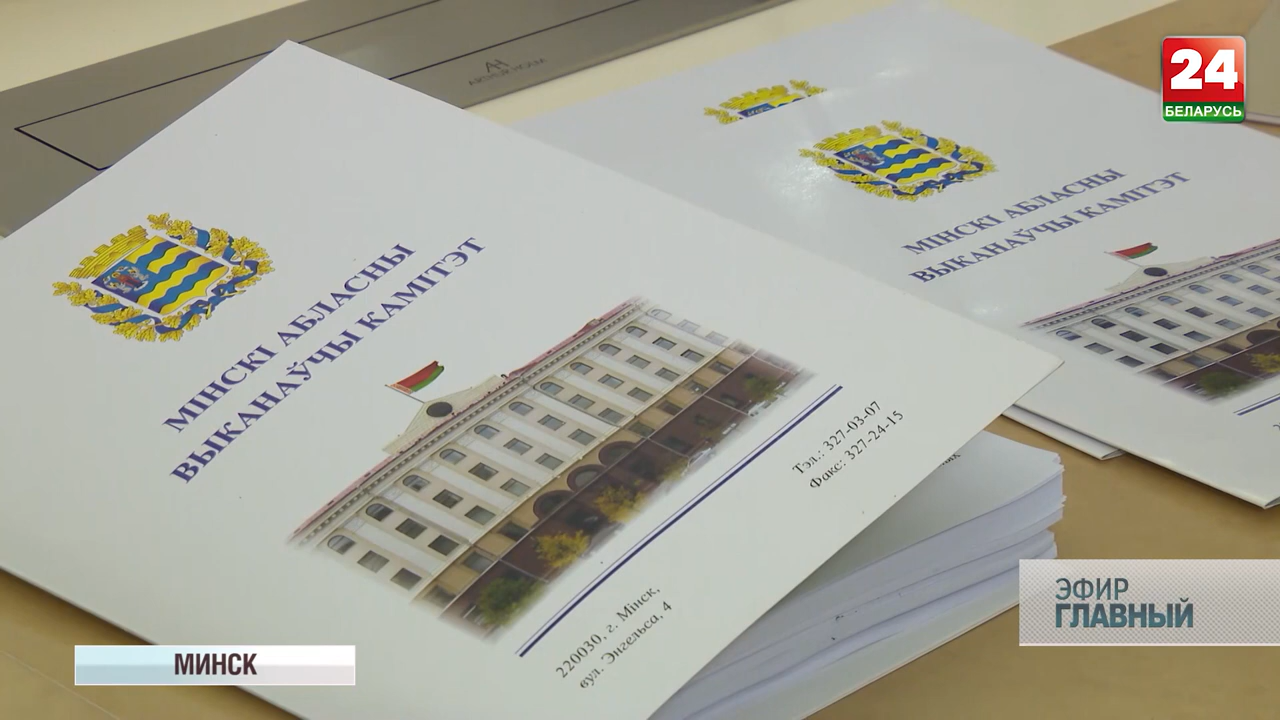 24
БЕЛАРУСЬ
МІНСКІ АБЛАСНЫ
ВЫКАНАЎЧЫ КАМІТЭТ
Тэл.: 327-03-07
Факс: 327-24-15
220030, г. Мінск,
вул. Энгельса, 4
МІНСКІ АБЛАСНЫ
ВЫКАНАЎЧЫ КАМІТЭТ
ЭФИР
ГЛАВНЫЙ
МИНСК